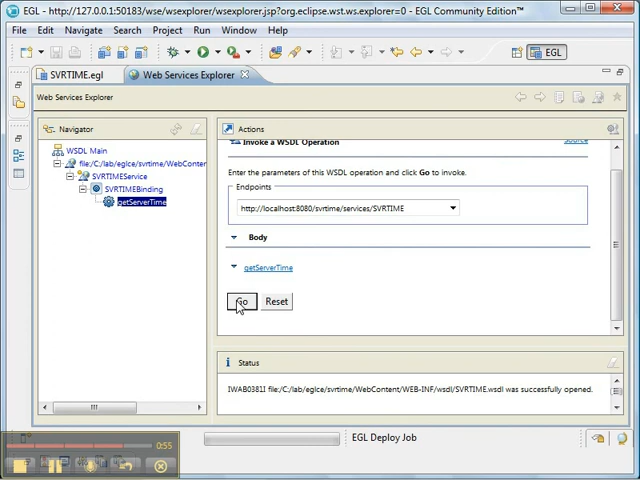 EGL - http://127.0.0.1:50183/wse/wsexplorer/wsexplorer.jsp?org.eclipse.wst.ws.explorer=0 - EGL Community Edition™
File Edit Navigate Search Project Run Window Help
EGL
SVRTIME.egl Web Services Explorer
Web Services Explorer
Navigator
WSDL Main
file:/C:/lab/eglce/svrtime/WebConter
SVRTIMEService
SVRTIMEBinding
getServerTime
Actions
Invoke a WSDL Operation Source
Enter the parameters of this WSDL operation and click Go to invoke.
Endpoints
http://localhost:8080/svrtime/services/SVRTIME
Body
getServerTime
Go Reset
Status
IWAB0381I file:/C:/lab/eglce/svrtime/WebContent/WEB-INF/wsdl/SVRTIME.wsdl was successfully opened.
0:55
EGL Deploy Job